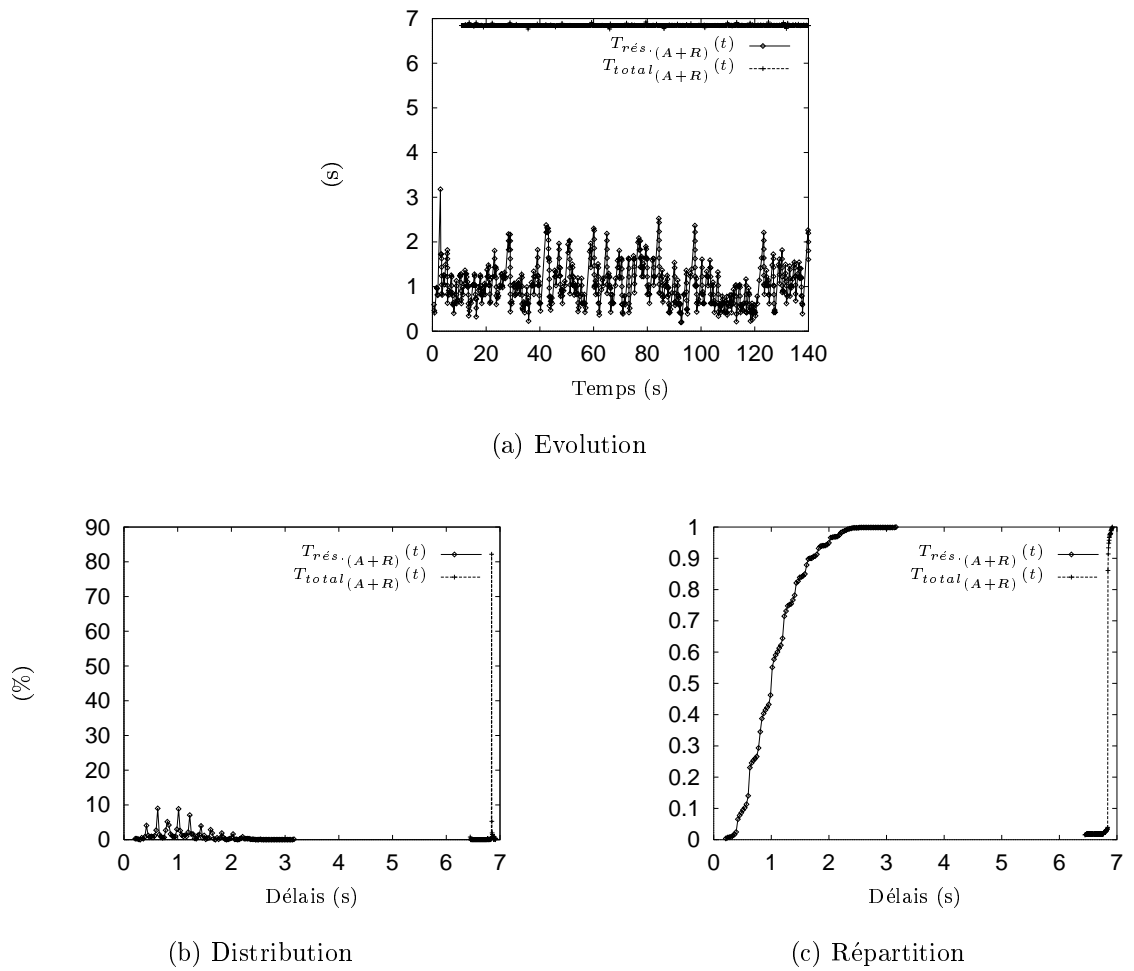 7
6
5
4
3
2
1
0
(s)
T_{rés.(A+R)}(t)
T_{total(A+R)}(t)
0 20 40 60 80 100 120 140
Temps (s)
(a) Evolution
90
80
70
60
50
40
30
20
10
0
(%)
T_{rés.(A+R)}(t)
T_{total(A+R)}(t)
0 1 2 3 4 5 6 7
Délais (s)
(b) Distribution
1
0.9
0.8
0.7
0.6
0.5
0.4
0.3
0.2
0.1
0
T_{rés.(A+R)}(t)
T_{total(A+R)}(t)
0 1 2 3 4 5 6 7
Délais (s)
(c) Répartition